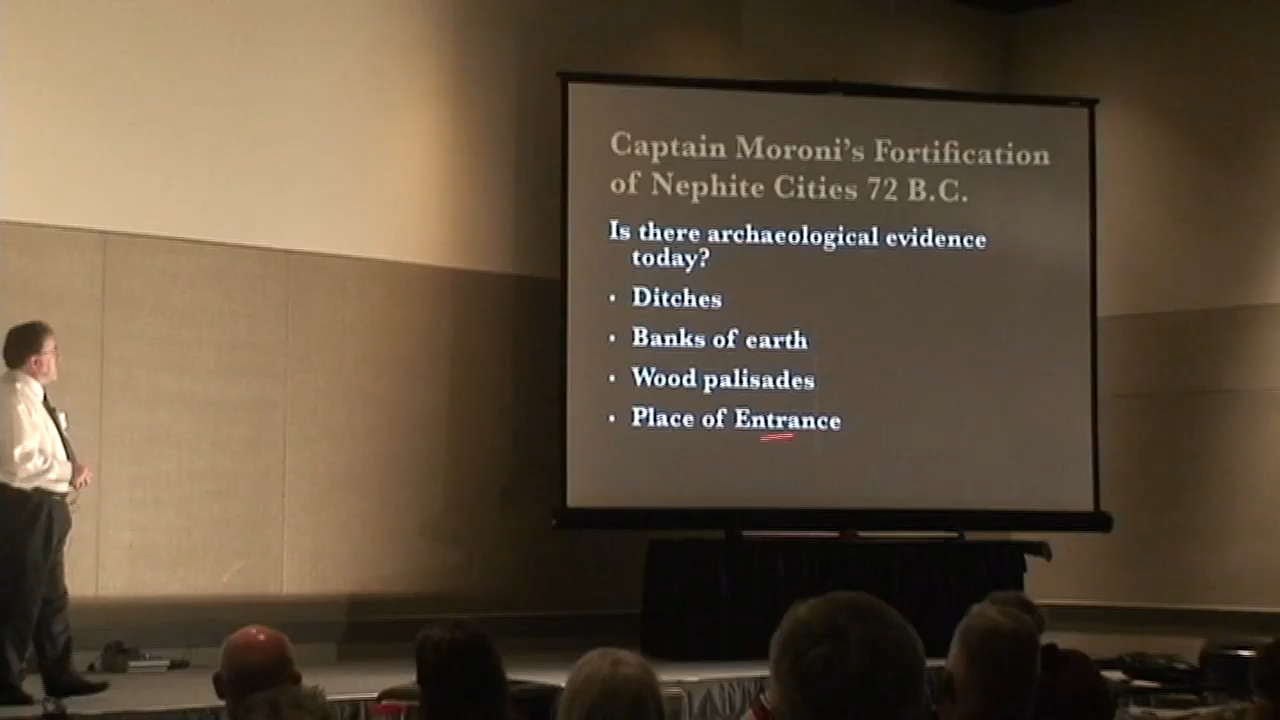 Captain Moroni's Fortification
of Nephite Cities 72 B.C.
Is there archaeological evidence
today?
• Ditches
• Banks of earth
• Wood palisades
• Place of Entrance